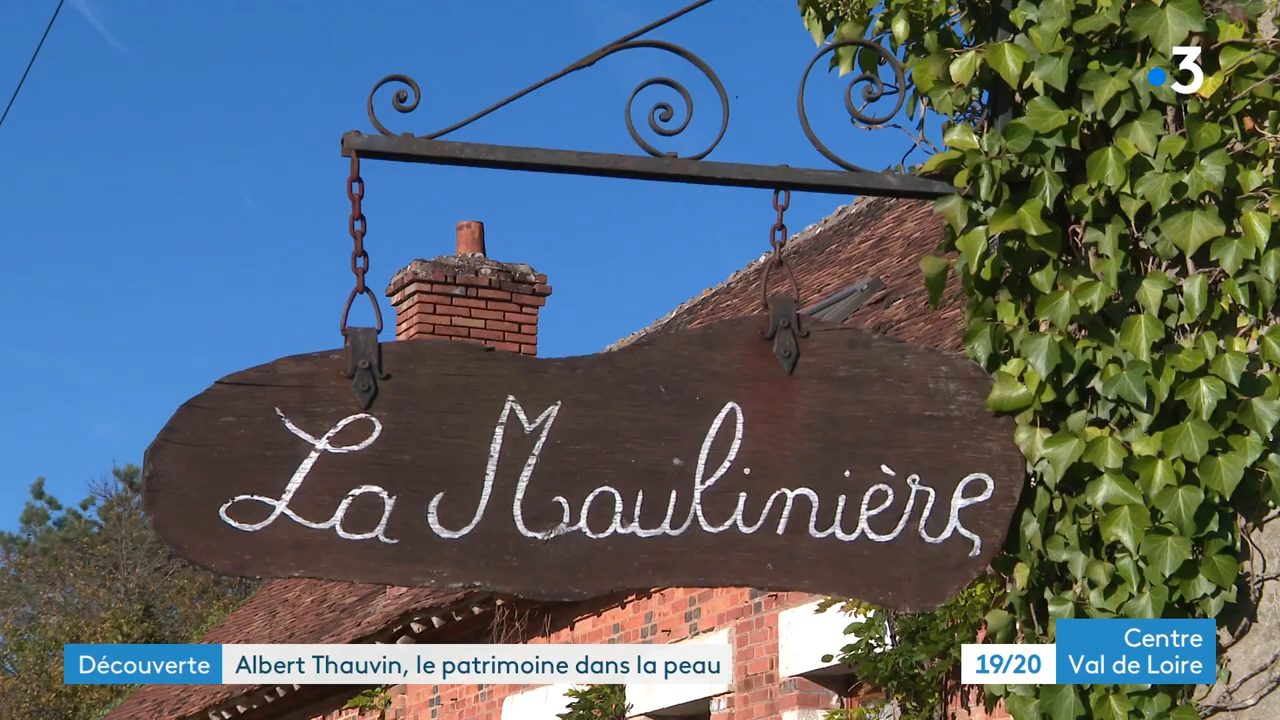 3
La Maulinière
Découverte
Albert Thauvin, le patrimoine dans la peau
19/20
Centre
Val de Loire